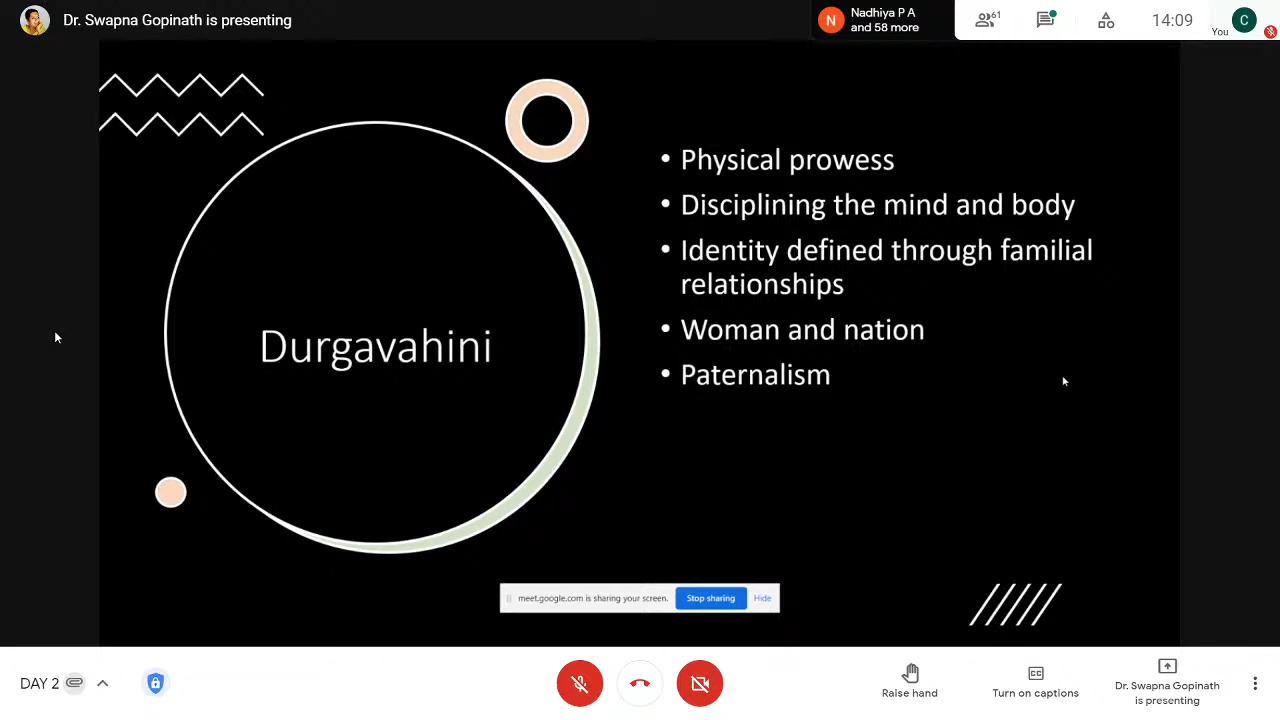 Dr. Swapna Gopinath is presenting
N
Nadhiya P A
and 58 more
61
14:09
You
C
Durgavahini
• Physical prowess
• Disciplining the mind and body
• Identity defined through familial
relationships
• Woman and nation
• Paternalism
meet.google.com is sharing your screen.
Stop sharing
Hide
DAY 2
Raise hand
CC
Turn on captions
Dr. Swapna Gopinath
is presenting